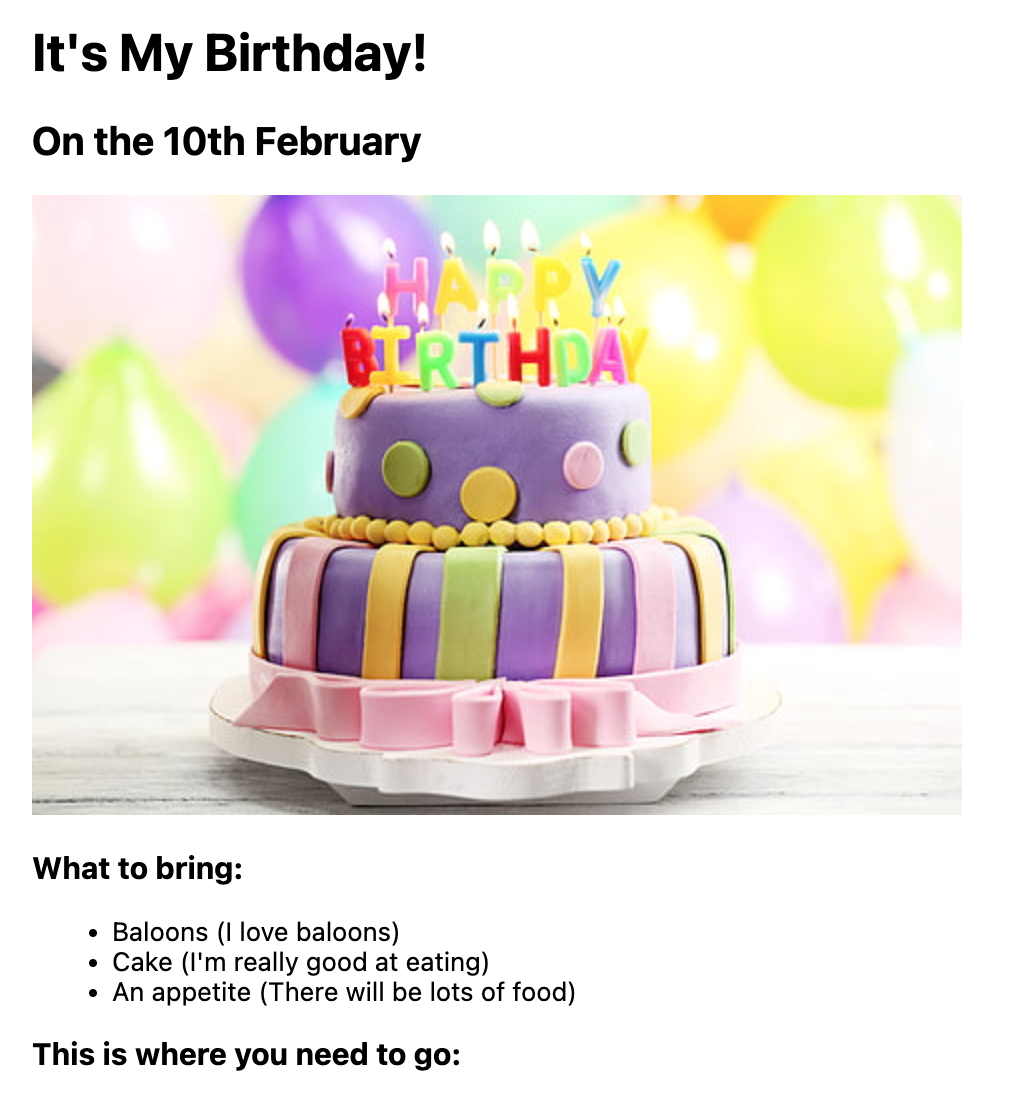 It's My Birthday!
On the 10th February
HAPPY
BIRTHDAY
What to bring:
Baloons (I love baloons)
Cake (I'm really good at eating)
An appetite (There will be lots of food)
This is where you need to go: